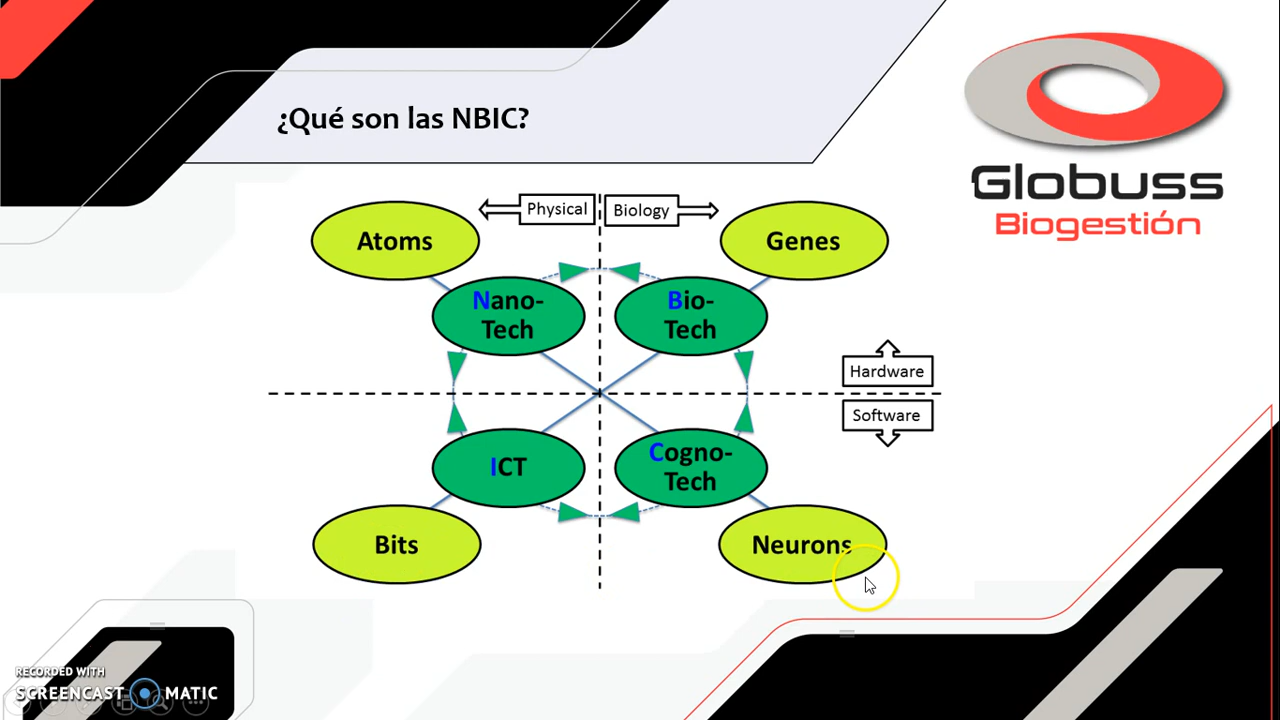 ¿Qué son las NBIC?
Globuss
Biogestión
Physical
Biology
Atoms
Genes
Nano-
Tech
Bio-
Tech
Hardware
Software
ICT
Cogno-
Tech
Bits
Neurons
RECORDED WITH
SCREENCAST MATIC